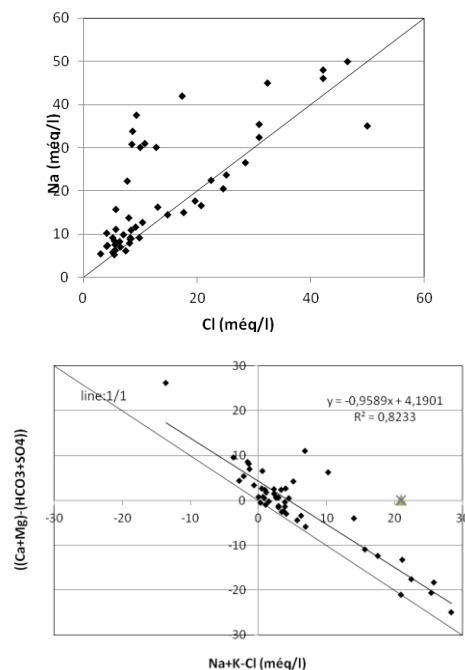 60
50
40
30
20
10
0
Na (méq/l)
0 20 40 60
Cl (méq/l)
30
line:1/1
y = -0,9589x + 4,1901
R² = 0,8233
20
10
0
-30 -20 -10 0 10 20 30
-10
-20
-30
((Ca+Mg)-(HCO3+SO4))
Na+K-Cl (méq/l)